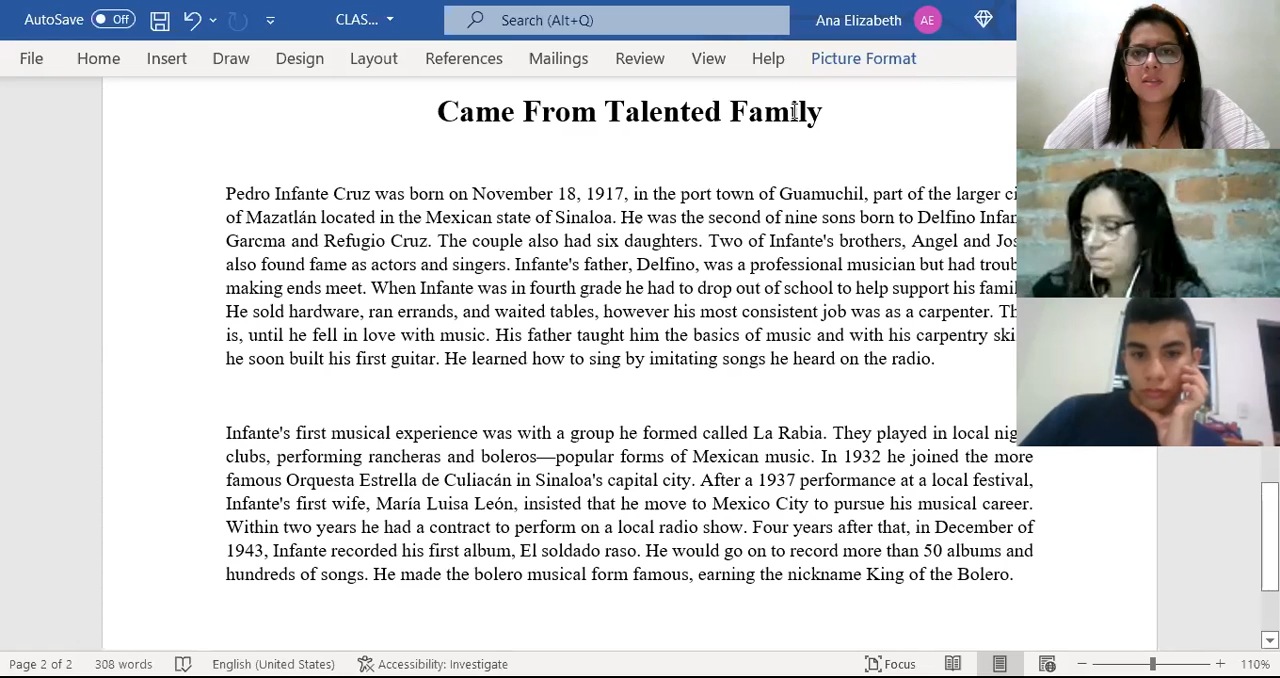 AutoSave Off CLAS... Search (Alt+Q) Ana Elizabeth AE
File Home Insert Draw Design Layout References Mailings Review View Help Picture Format
Came From Talented Family
Pedro Infante Cruz was born on November 18, 1917, in the port town of Guamuchil, part of the larger ci
of Mazatlán located in the Mexican state of Sinaloa. He was the second of nine sons born to Delfino Infan
Garcma and Refugio Cruz. The couple also had six daughters. Two of Infante's brothers, Angel and Jos
also found fame as actors and singers. Infante's father, Delfino, was a professional musician but had troub
making ends meet. When Infante was in fourth grade he had to drop out of school to help support his famil
He sold hardware, ran errands, and waited tables, however his most consistent job was as a carpenter. Th
is, until he fell in love with music. His father taught him the basics of music and with his carpentry ski
he soon built his first guitar. He learned how to sing by imitating songs he heard on the radio.
Infante's first musical experience was with a group he formed called La Rabia. They played in local nig
clubs, performing rancheras and boleros—popular forms of Mexican music. In 1932 he joined the more
famous Orquesta Estrella de Culiacán in Sinaloa's capital city. After a 1937 performance at a local festival,
Infante's first wife, María Luisa León, insisted that he move to Mexico City to pursue his musical career.
Within two years he had a contract to perform on a local radio show. Four years after that, in December of
1943, Infante recorded his first album, El soldado raso. He would go on to record more than 50 albums and
hundreds of songs. He made the bolero musical form famous, earning the nickname King of the Bolero.
Page 2 of 2 308 words English (United States) Accessibility: Investigate Focus 110%